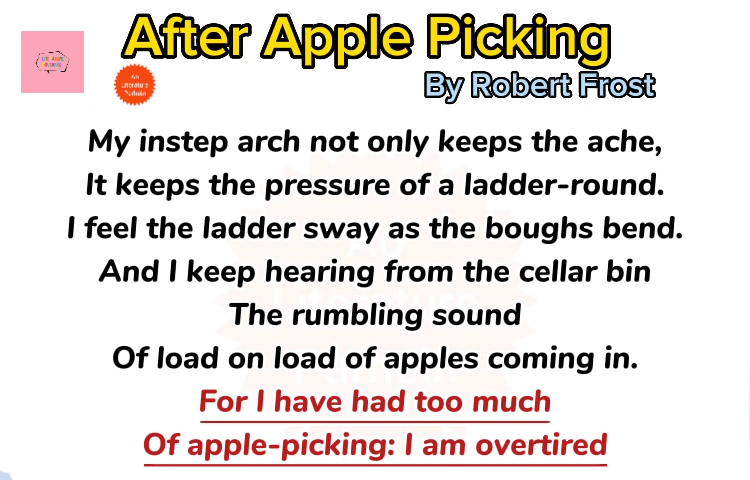 After Apple Picking
By Robert Frost
An
Literature
My instep arch not only keeps the ache,
It keeps the pressure of a ladder-round.
I feel the ladder sway as the boughs bend.
And I keep hearing from the cellar bin
The rumbling sound
Of load on load of apples coming in.
For I have had too much
Of apple-picking: I am overtired